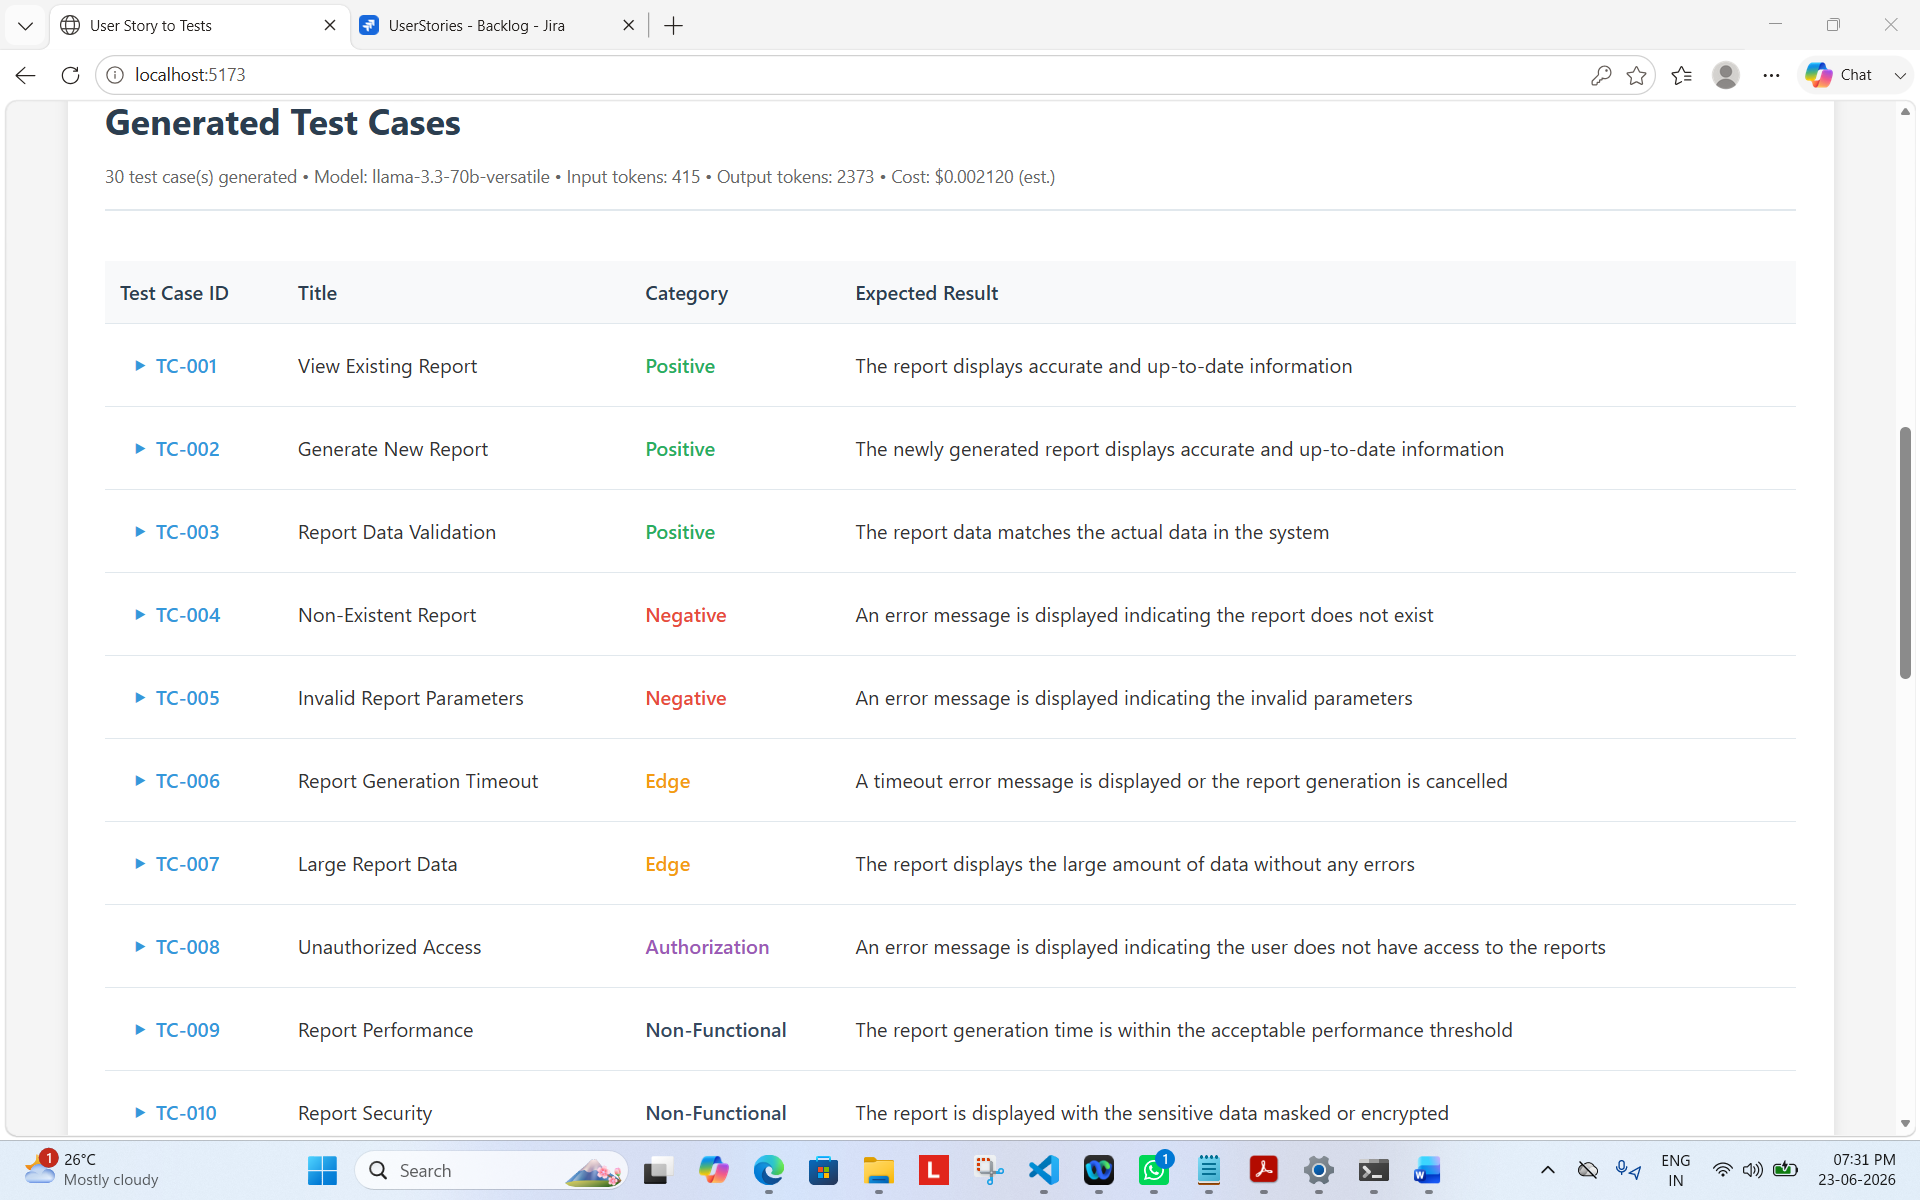 User Story to Tests
UserStories - Backlog - Jira
localhost:5173
Chat
Generated Test Cases
30 test case(s) generated • Model: llama-3.3-70b-versatile • Input tokens: 415 • Output tokens: 2373 • Cost: $0.002120 (est.)
Test Case ID Title Category Expected Result
TC-001 View Existing Report Positive The report displays accurate and up-to-date information
TC-002 Generate New Report Positive The newly generated report displays accurate and up-to-date information
TC-003 Report Data Validation Positive The report data matches the actual data in the system
TC-004 Non-Existent Report Negative An error message is displayed indicating the report does not exist
TC-005 Invalid Report Parameters Negative An error message is displayed indicating the invalid parameters
TC-006 Report Generation Timeout Edge A timeout error message is displayed or the report generation is cancelled
TC-007 Large Report Data Edge The report displays the large amount of data without any errors
TC-008 Unauthorized Access Authorization An error message is displayed indicating the user does not have access to the reports
TC-009 Report Performance Non-Functional The report generation time is within the acceptable performance threshold
TC-010 Report Security Non-Functional The report is displayed with the sensitive data masked or encrypted
1
26°C
Mostly cloudy
Search
L
1
W
ENG
IN
07:31 PM
23-06-2026